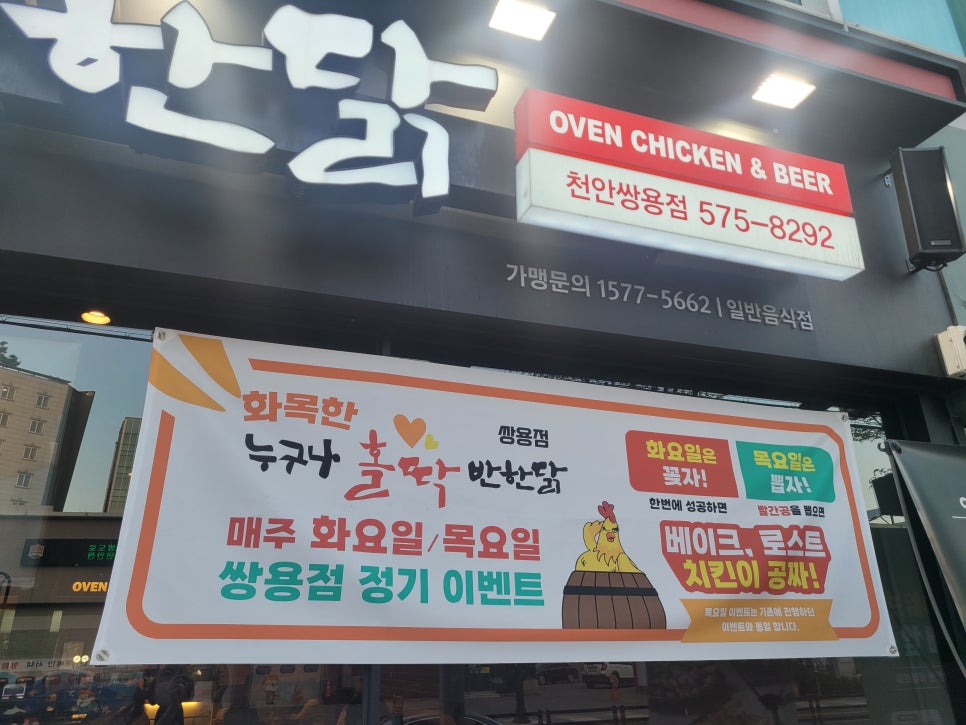 한닭
OVEN CHICKEN & BEER
천안쌍용점 575-8292
가맹문의 1577-5662 | 일반음식점
화목한
누구나 홀딱 반한닭
쌍용점
매주 화요일/목요일
쌍용점 정기 이벤트
화요일은
꽂자!
한번에 성공하면
목요일은
뽑자!
빨간공을 뽑으면
베이크, 로스트
치킨이 공짜!
목요일 이벤트는 기존에 진행하던
이벤트와 동일 합니다.
OVEN